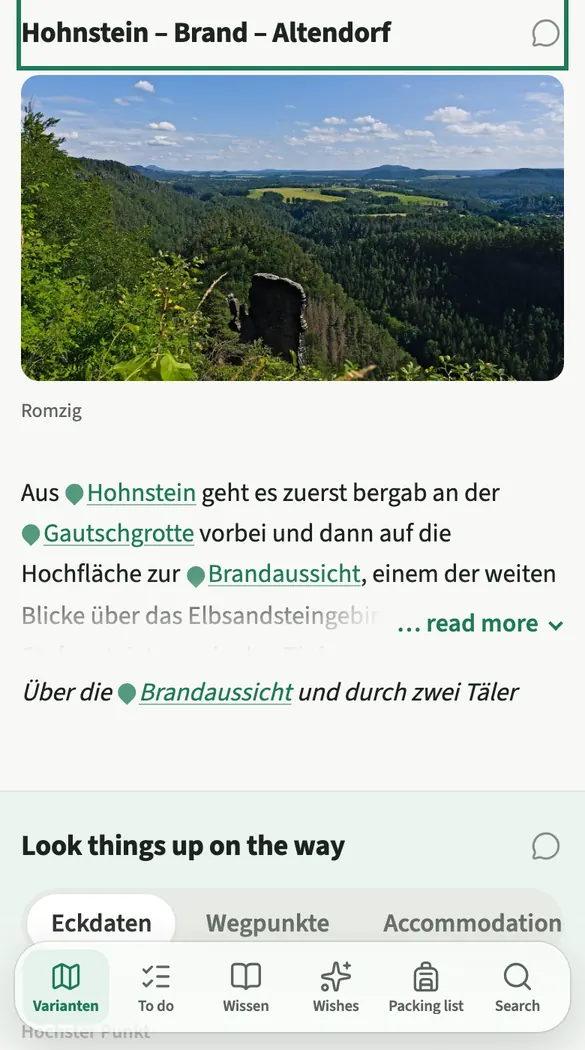 Hohnstein – Brand – Altendorf
Romzig
Aus Hohnstein geht es zuerst bergab an der
Gautschgrotte vorbei und dann auf die
Hochfläche zur Brandaussicht, einem der weiten
Blicke über das Elbsandsteingebir
… read more
Über die Brandaussicht und durch zwei Täler
Look things up on the way
Eckdaten Wegpunkte Accommodation
Varianten To do Wissen Wishes Packing list Search
Höchster Punkt